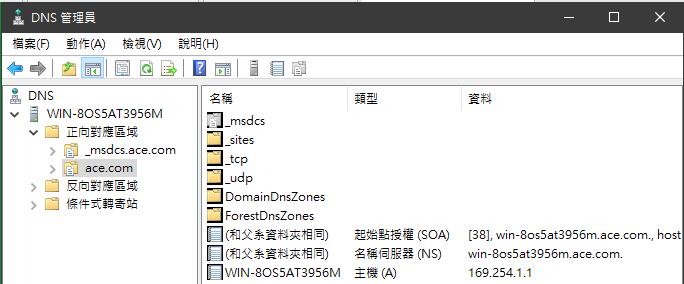 DNS 管理員
檔案(F) 動作(A) 檢視(V) 說明(H)
DNS
WIN-8OS5AT3956M
正向對應區域
_msdcs.ace.com
ace.com
反向對應區域
條件式轉寄站
名稱 類型 資料
_msdcs
_sites
_tcp
_udp
DomainDnsZones
ForestDnsZones
(和父系資料夾相同) 起始點授權 (SOA) [38], win-8os5at3956m.ace.com., host
(和父系資料夾相同) 名稱伺服器 (NS) win-8os5at3956m.ace.com.
WIN-8OS5AT3956M 主機 (A) 169.254.1.1